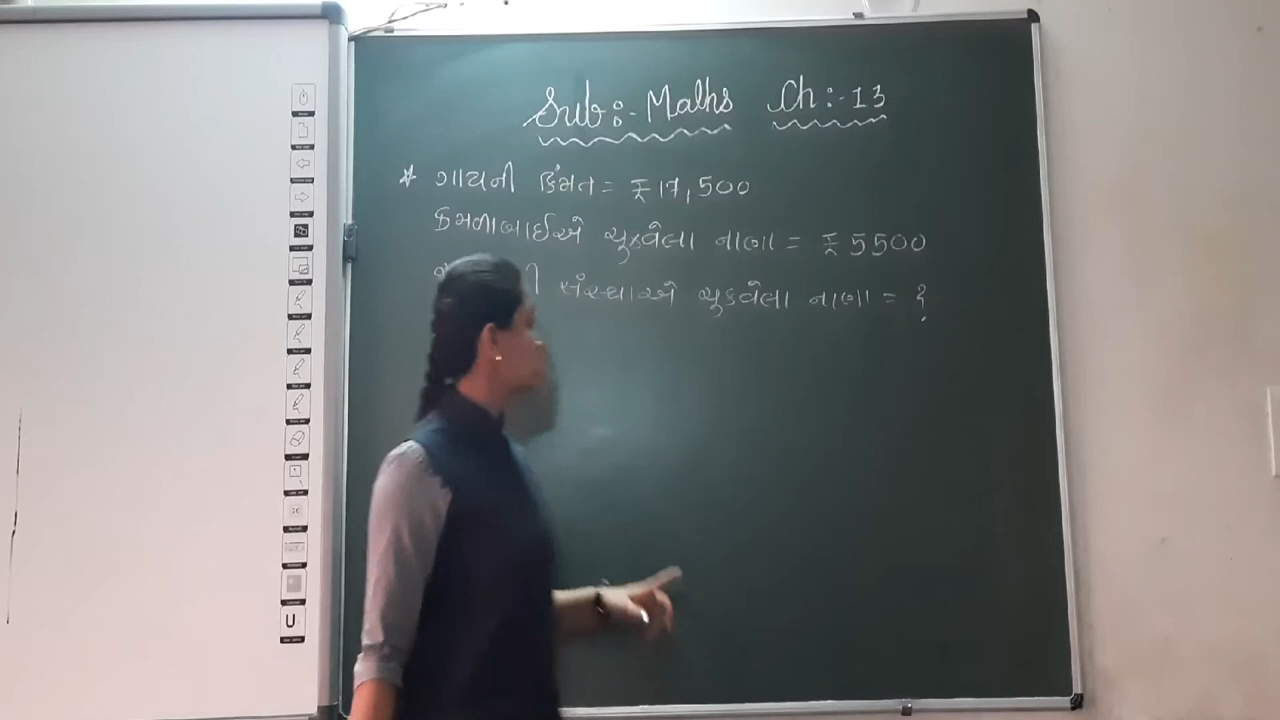 Sub:- Maths Ch:-13
* ગાયની કિંમત = ₹ 17,500
કમળાબાઈએ ચૂકવેલા નાણા = ₹ 5500
સંસ્થાએ ચૂકવેલા નાણા = ?
U